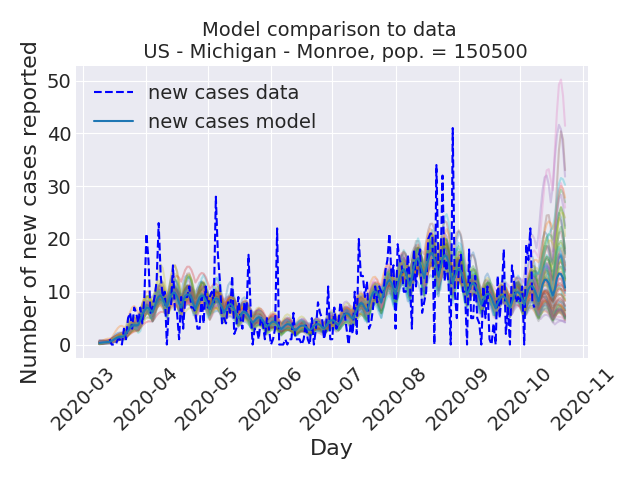 Model comparison to data
US - Michigan - Monroe, pop. = 150500
Number of new cases reported
50
40
30
20
10
0
new cases data
new cases model
2020-03
2020-04
2020-05
2020-06
2020-07
2020-08
2020-09
2020-10
2020-11
Day